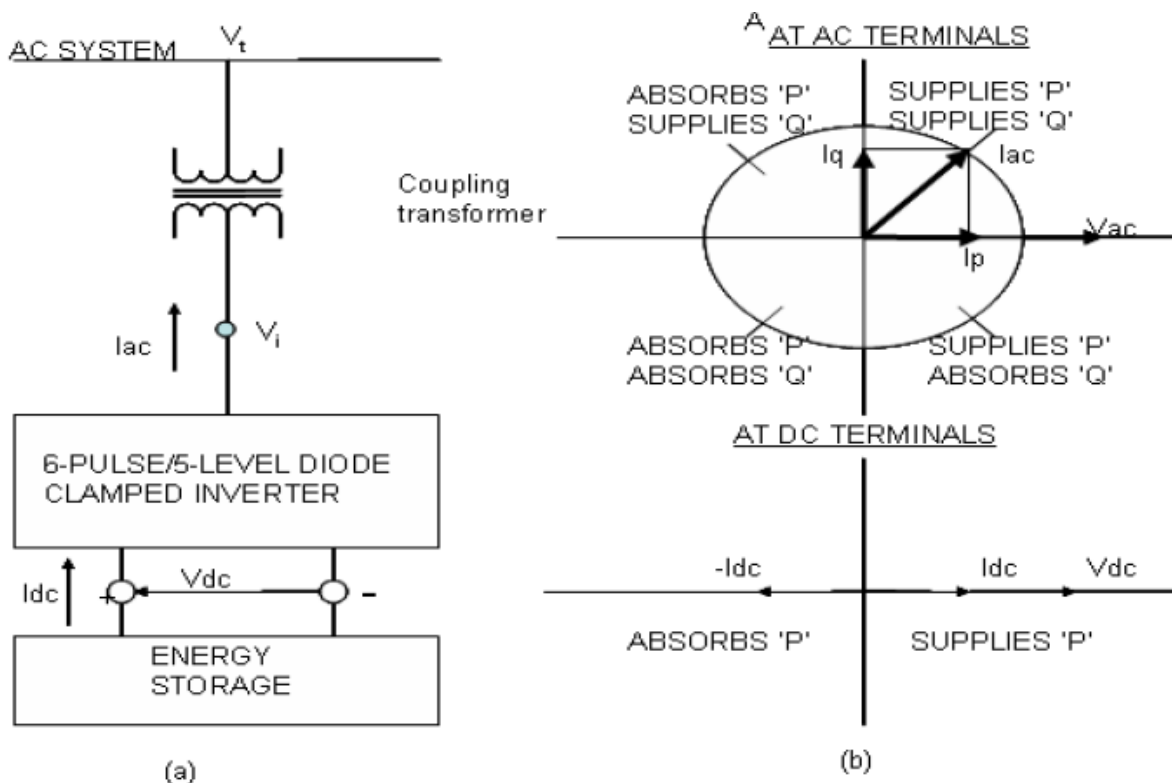 V_t
AC SYSTEM
Coupling
transformer
Iac
V_i
6-PULSE/5-LEVEL DIODE
CLAMPED INVERTER
Idc
+
Vdc
-
ENERGY
STORAGE
(a)
A
AT AC TERMINALS
ABSORBS 'P'
SUPPLIES 'Q'
SUPPLIES 'P'
SUPPLIES 'Q'
Iq
Iac
Vac
Ip
ABSORBS 'P'
ABSORBS 'Q'
SUPPLIES 'P'
ABSORBS 'Q'
AT DC TERMINALS
-Idc
Idc
Vdc
ABSORBS 'P'
SUPPLIES 'P'
(b)